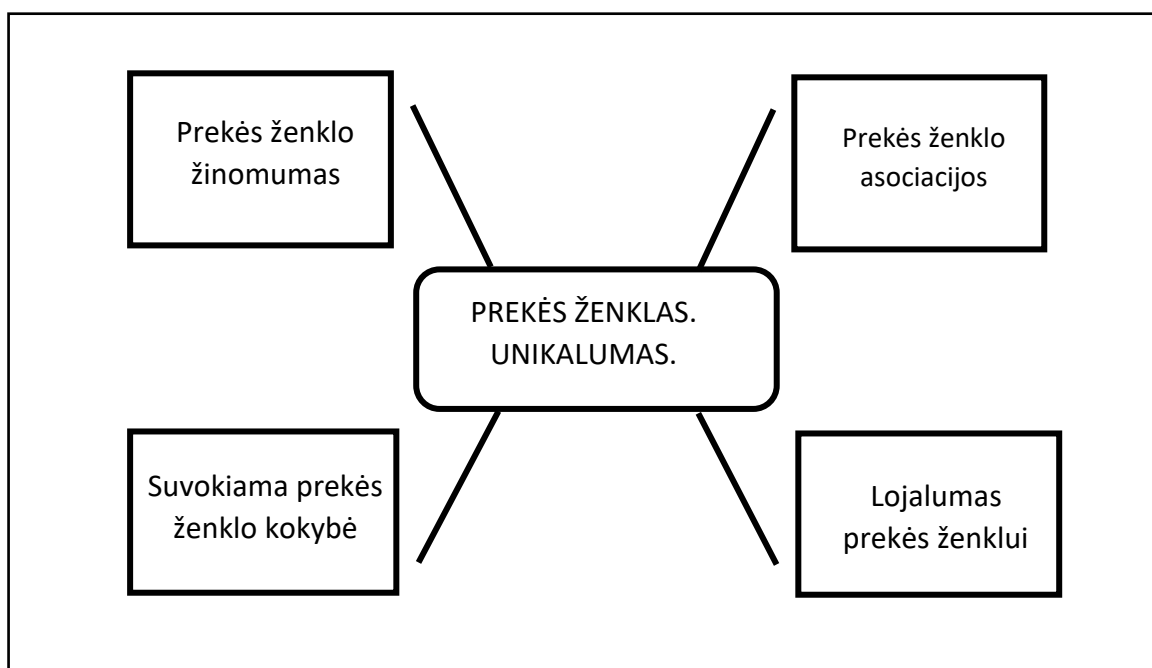 Prekės ženklo
žinomumas
Prekės ženklo
asociacijos
PREKĖS ŽENKLAS.
UNIKALUMAS.
Suvokiama prekės
ženklo kokybė
Lojalumas
prekės ženklui